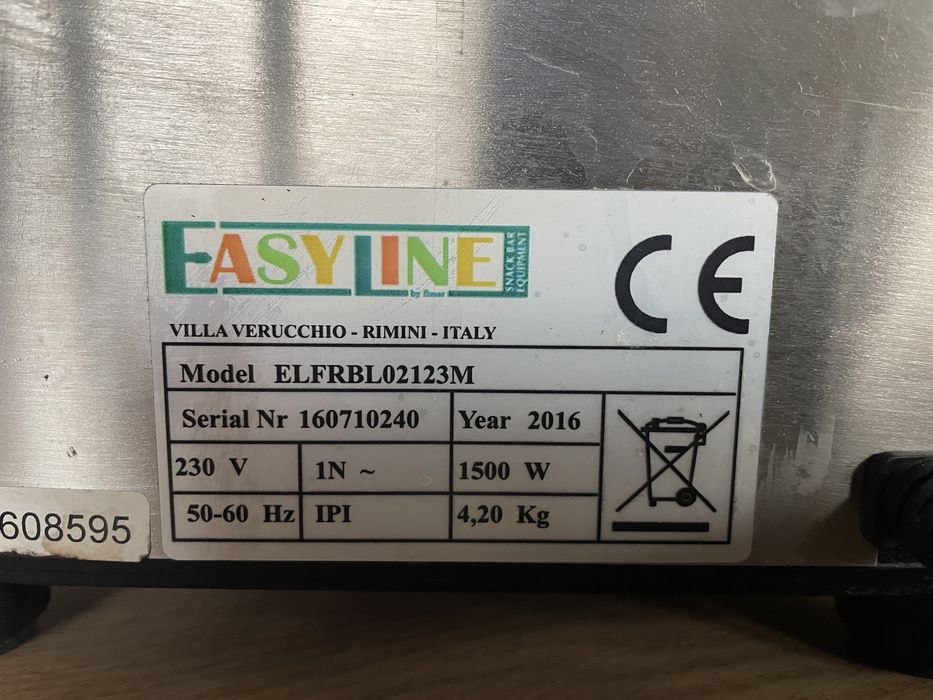 EASYLINE
by fimar
SNACK BAR
EQUIPMENT
CE
VILLA VERUCCHIO - RIMINI - ITALY
Model ELFRBL02123M
Serial Nr 160710240 Year 2016
230 V 1N ~ 1500 W
50-60 Hz IPI 4,20 Kg
608595